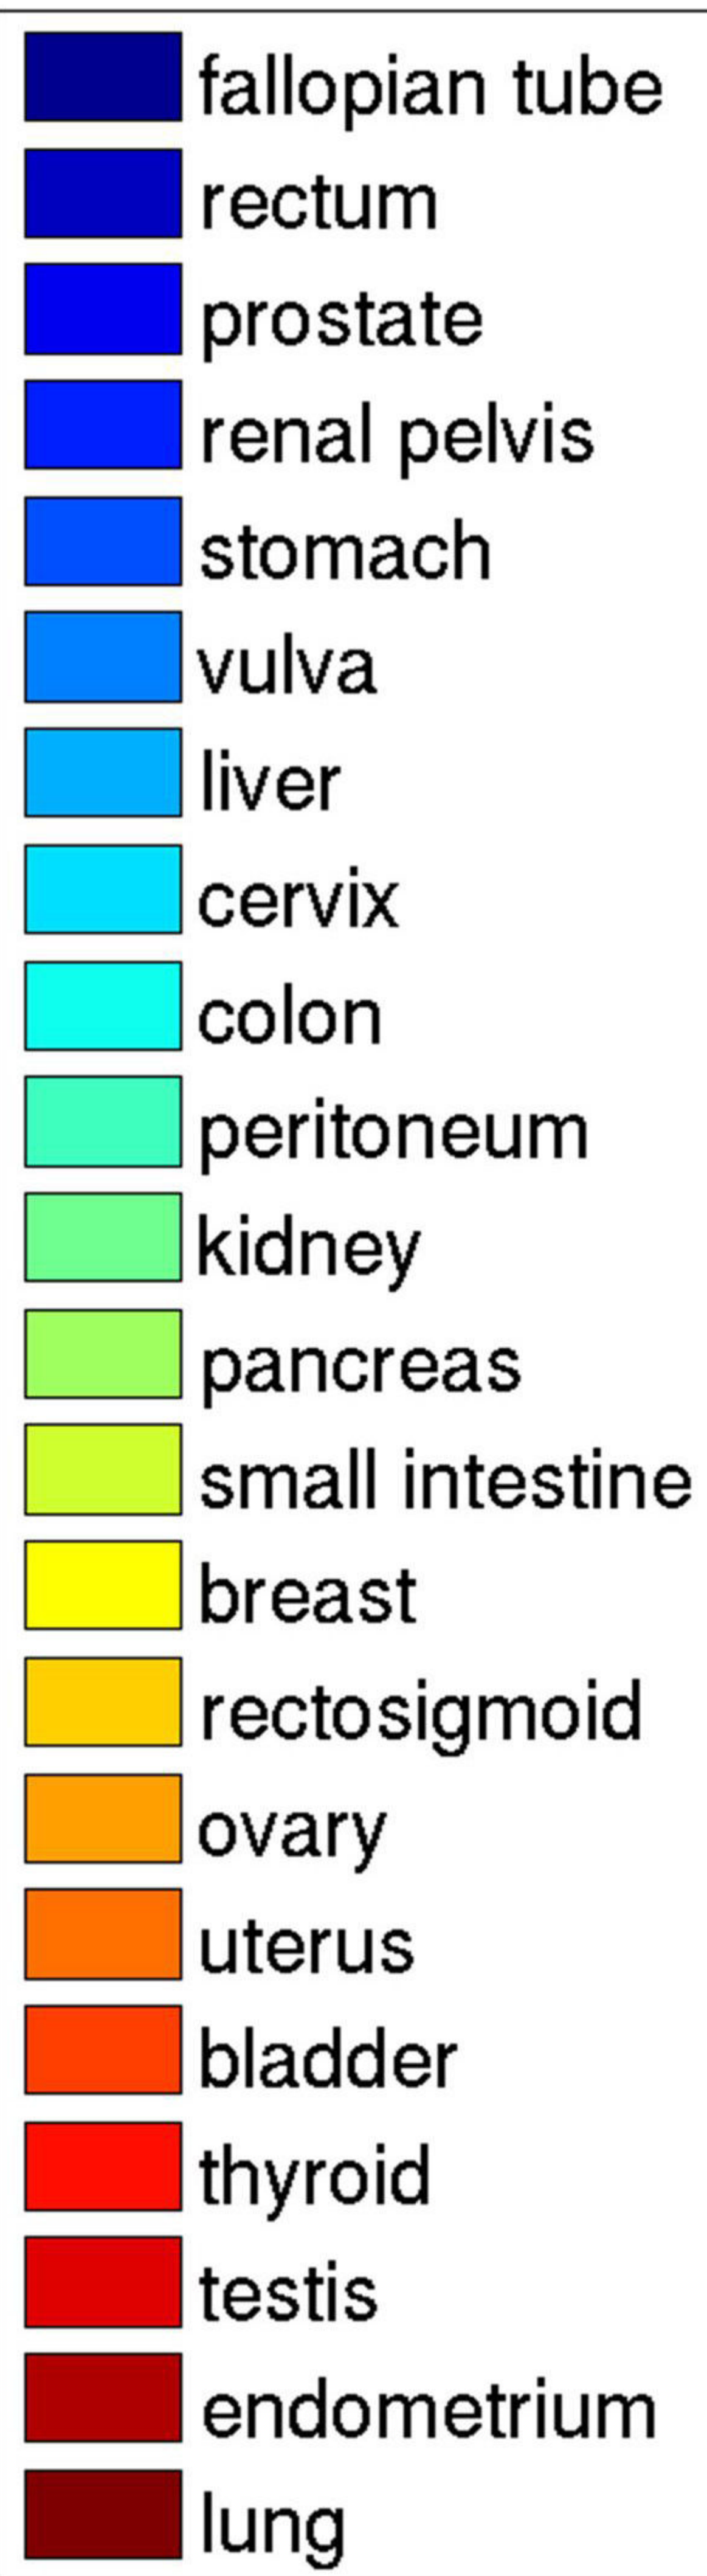 fallopian tube
rectum
prostate
renal pelvis
stomach
vulva
liver
cervix
colon
peritoneum
kidney
pancreas
small intestine
breast
rectosigmoid
ovary
uterus
bladder
thyroid
testis
endometrium
lung